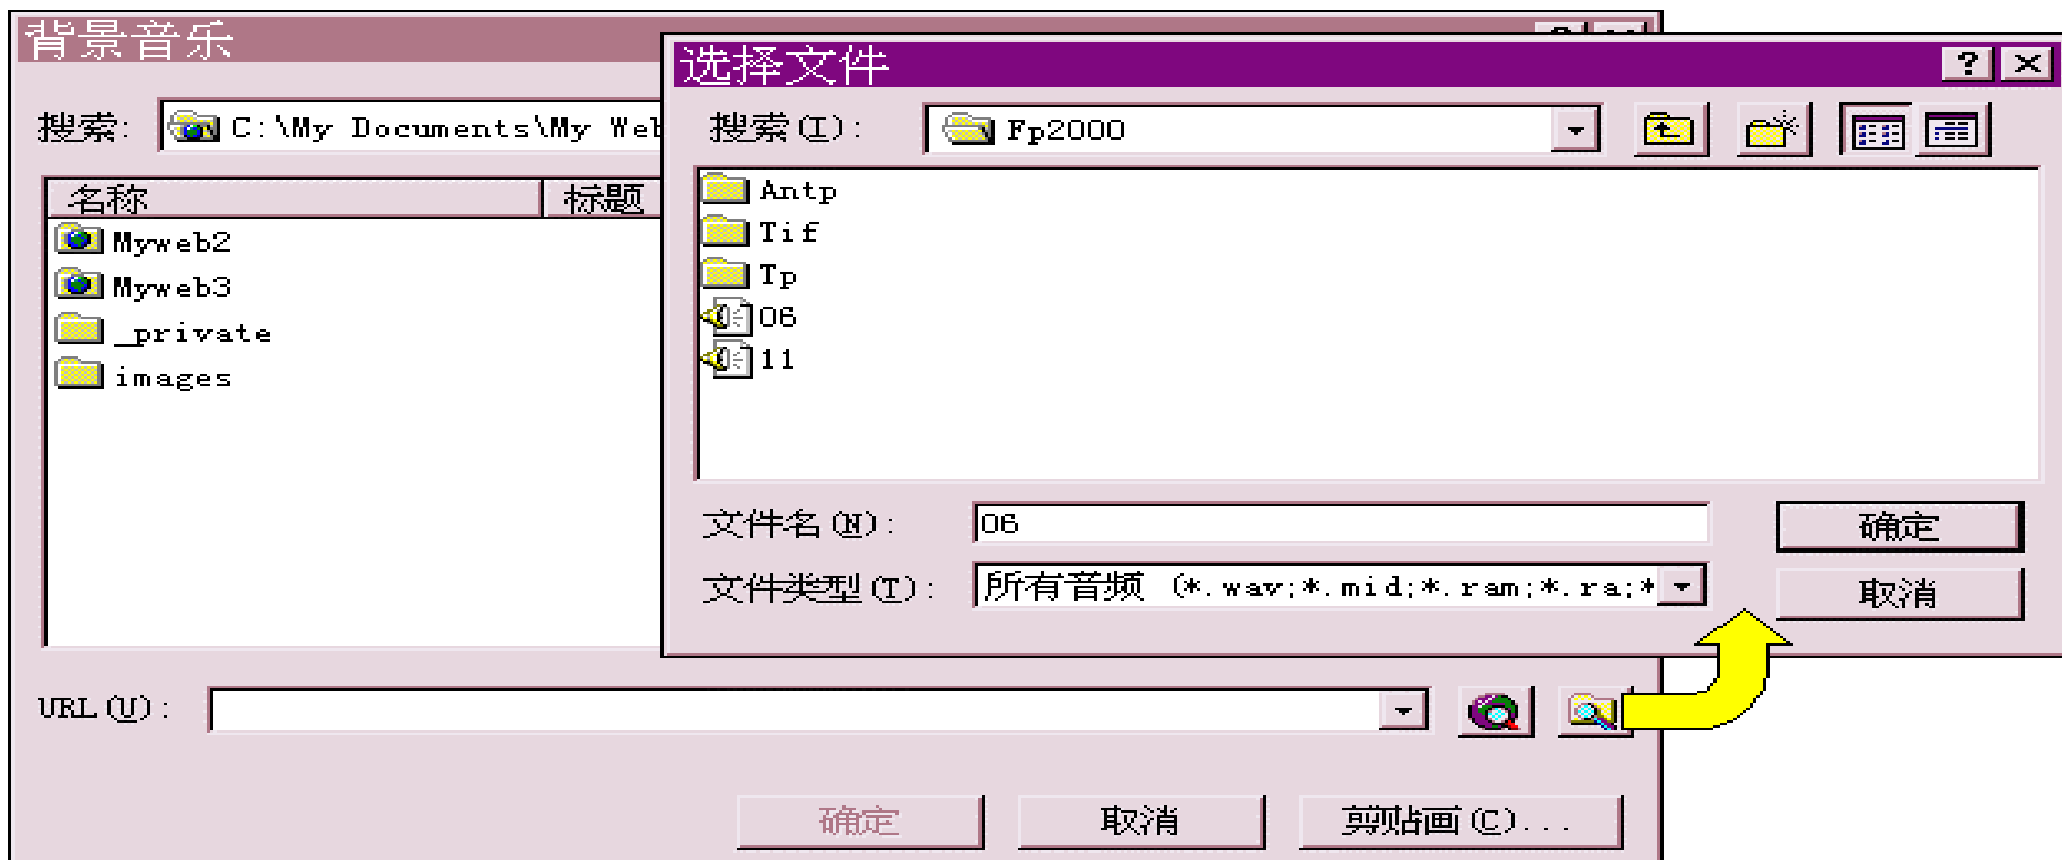 背景音乐
搜索: C:\My Documents\My Web
名称 标题
Myweb2
Myweb3
_private
images
URL(U):
确定 取消 剪贴画(C)...
选择文件
搜索(I): Fp2000
Antp
Tif
Tp
06
11
文件名(N): 06 确定
文件类型(T): 所有音频 (*.wav;*.mid;*.ram;*.ra;* 取消